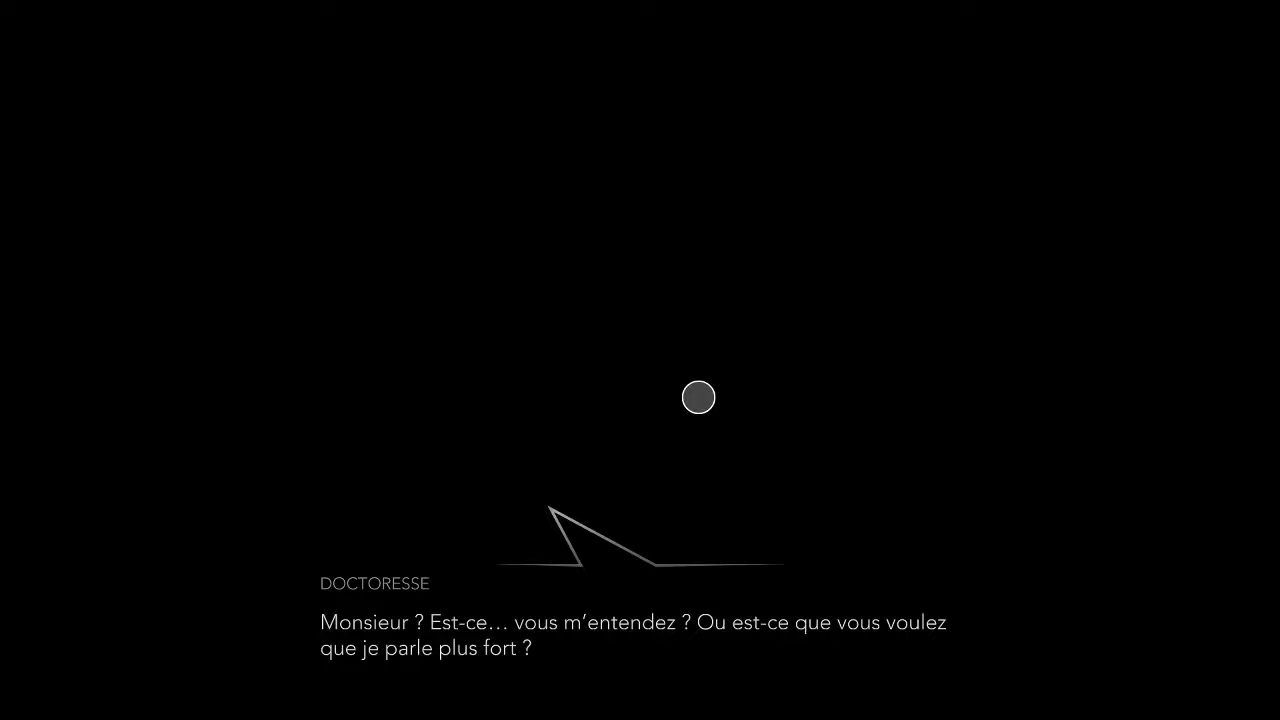 DOCTORESSE
Monsieur ? Est-ce… vous m’entendez ? Ou est-ce que vous voulez
que je parle plus fort ?